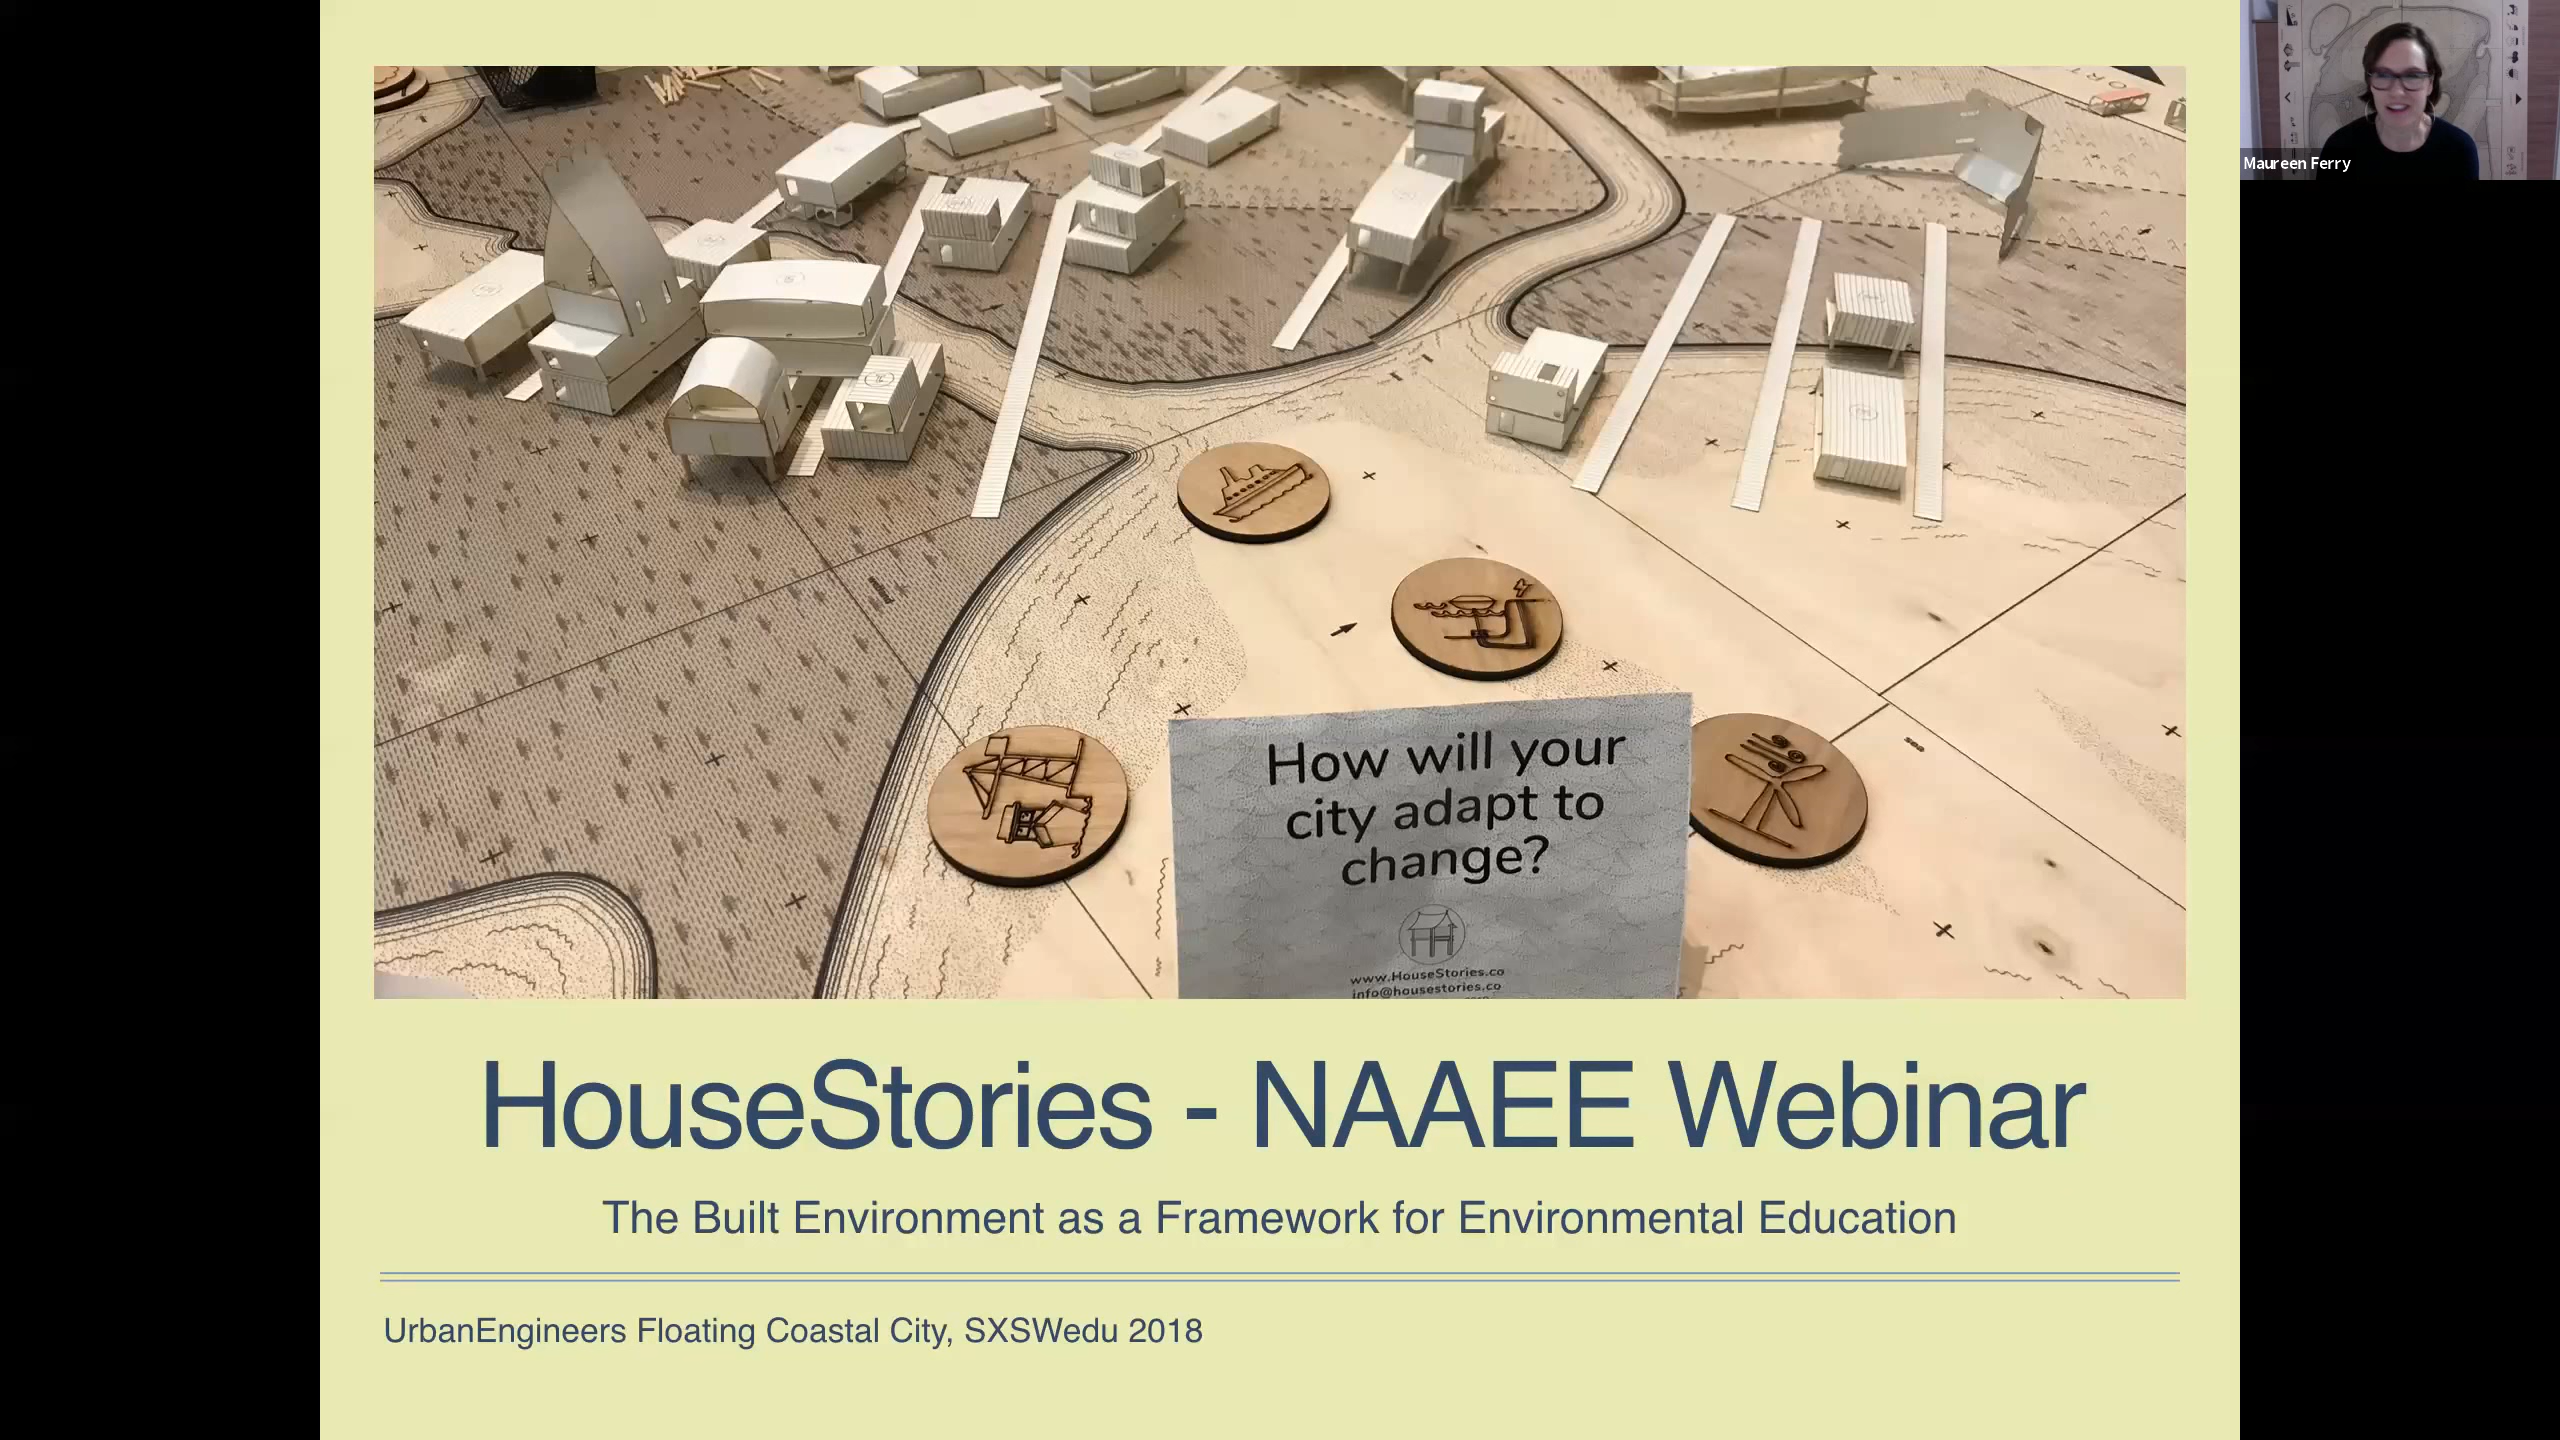 Maureen Ferry
How will your
city adapt to
change?
www.HouseStories.co
info@housestories.co
HouseStories - NAAEE Webinar
The Built Environment as a Framework for Environmental Education
UrbanEngineers Floating Coastal City, SXSWedu 2018